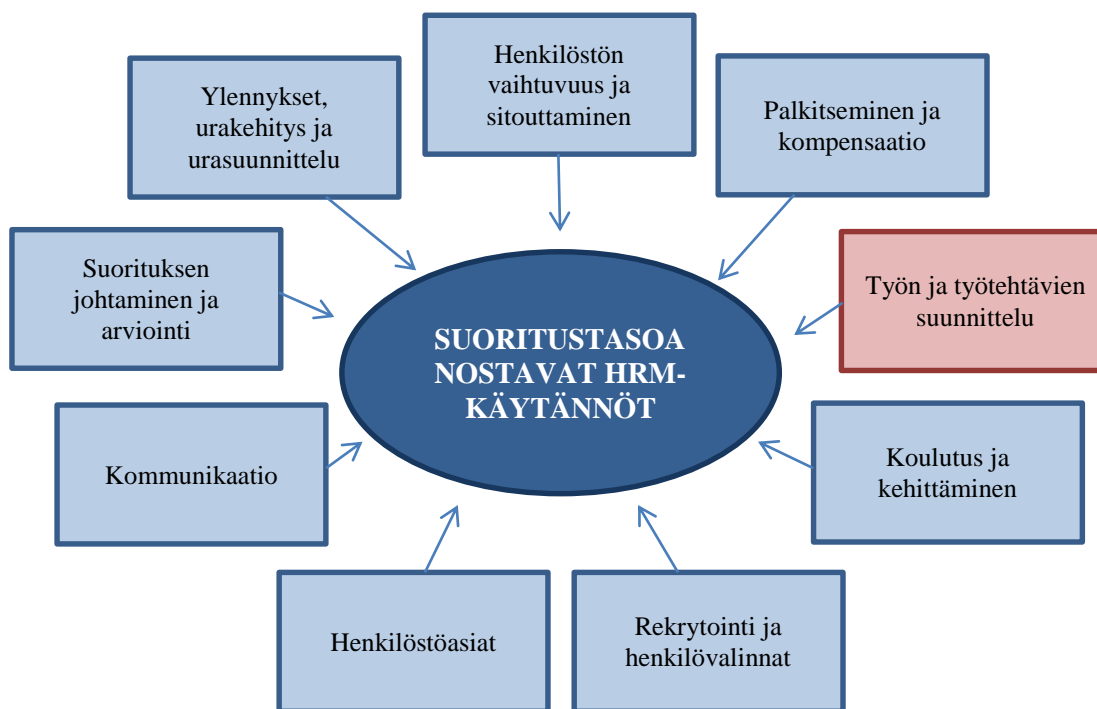 Henkilöstön
vaihtuvuus ja
sitouttaminen
Ylennykset,
urakehitys ja
urasuunnittelu
Palkitseminen ja
kompensaatio
Suorituksen
johtaminen ja
arviointi
Työn ja työtehtävien
suunnittelu
SUORITUSTASOA
NOSTAVAT HRM-
KÄYTÄNNÖT
Kommunikaatio
Koulutus ja
kehittäminen
Henkilöstöasiat
Rekrytointi ja
henkilövalinnat